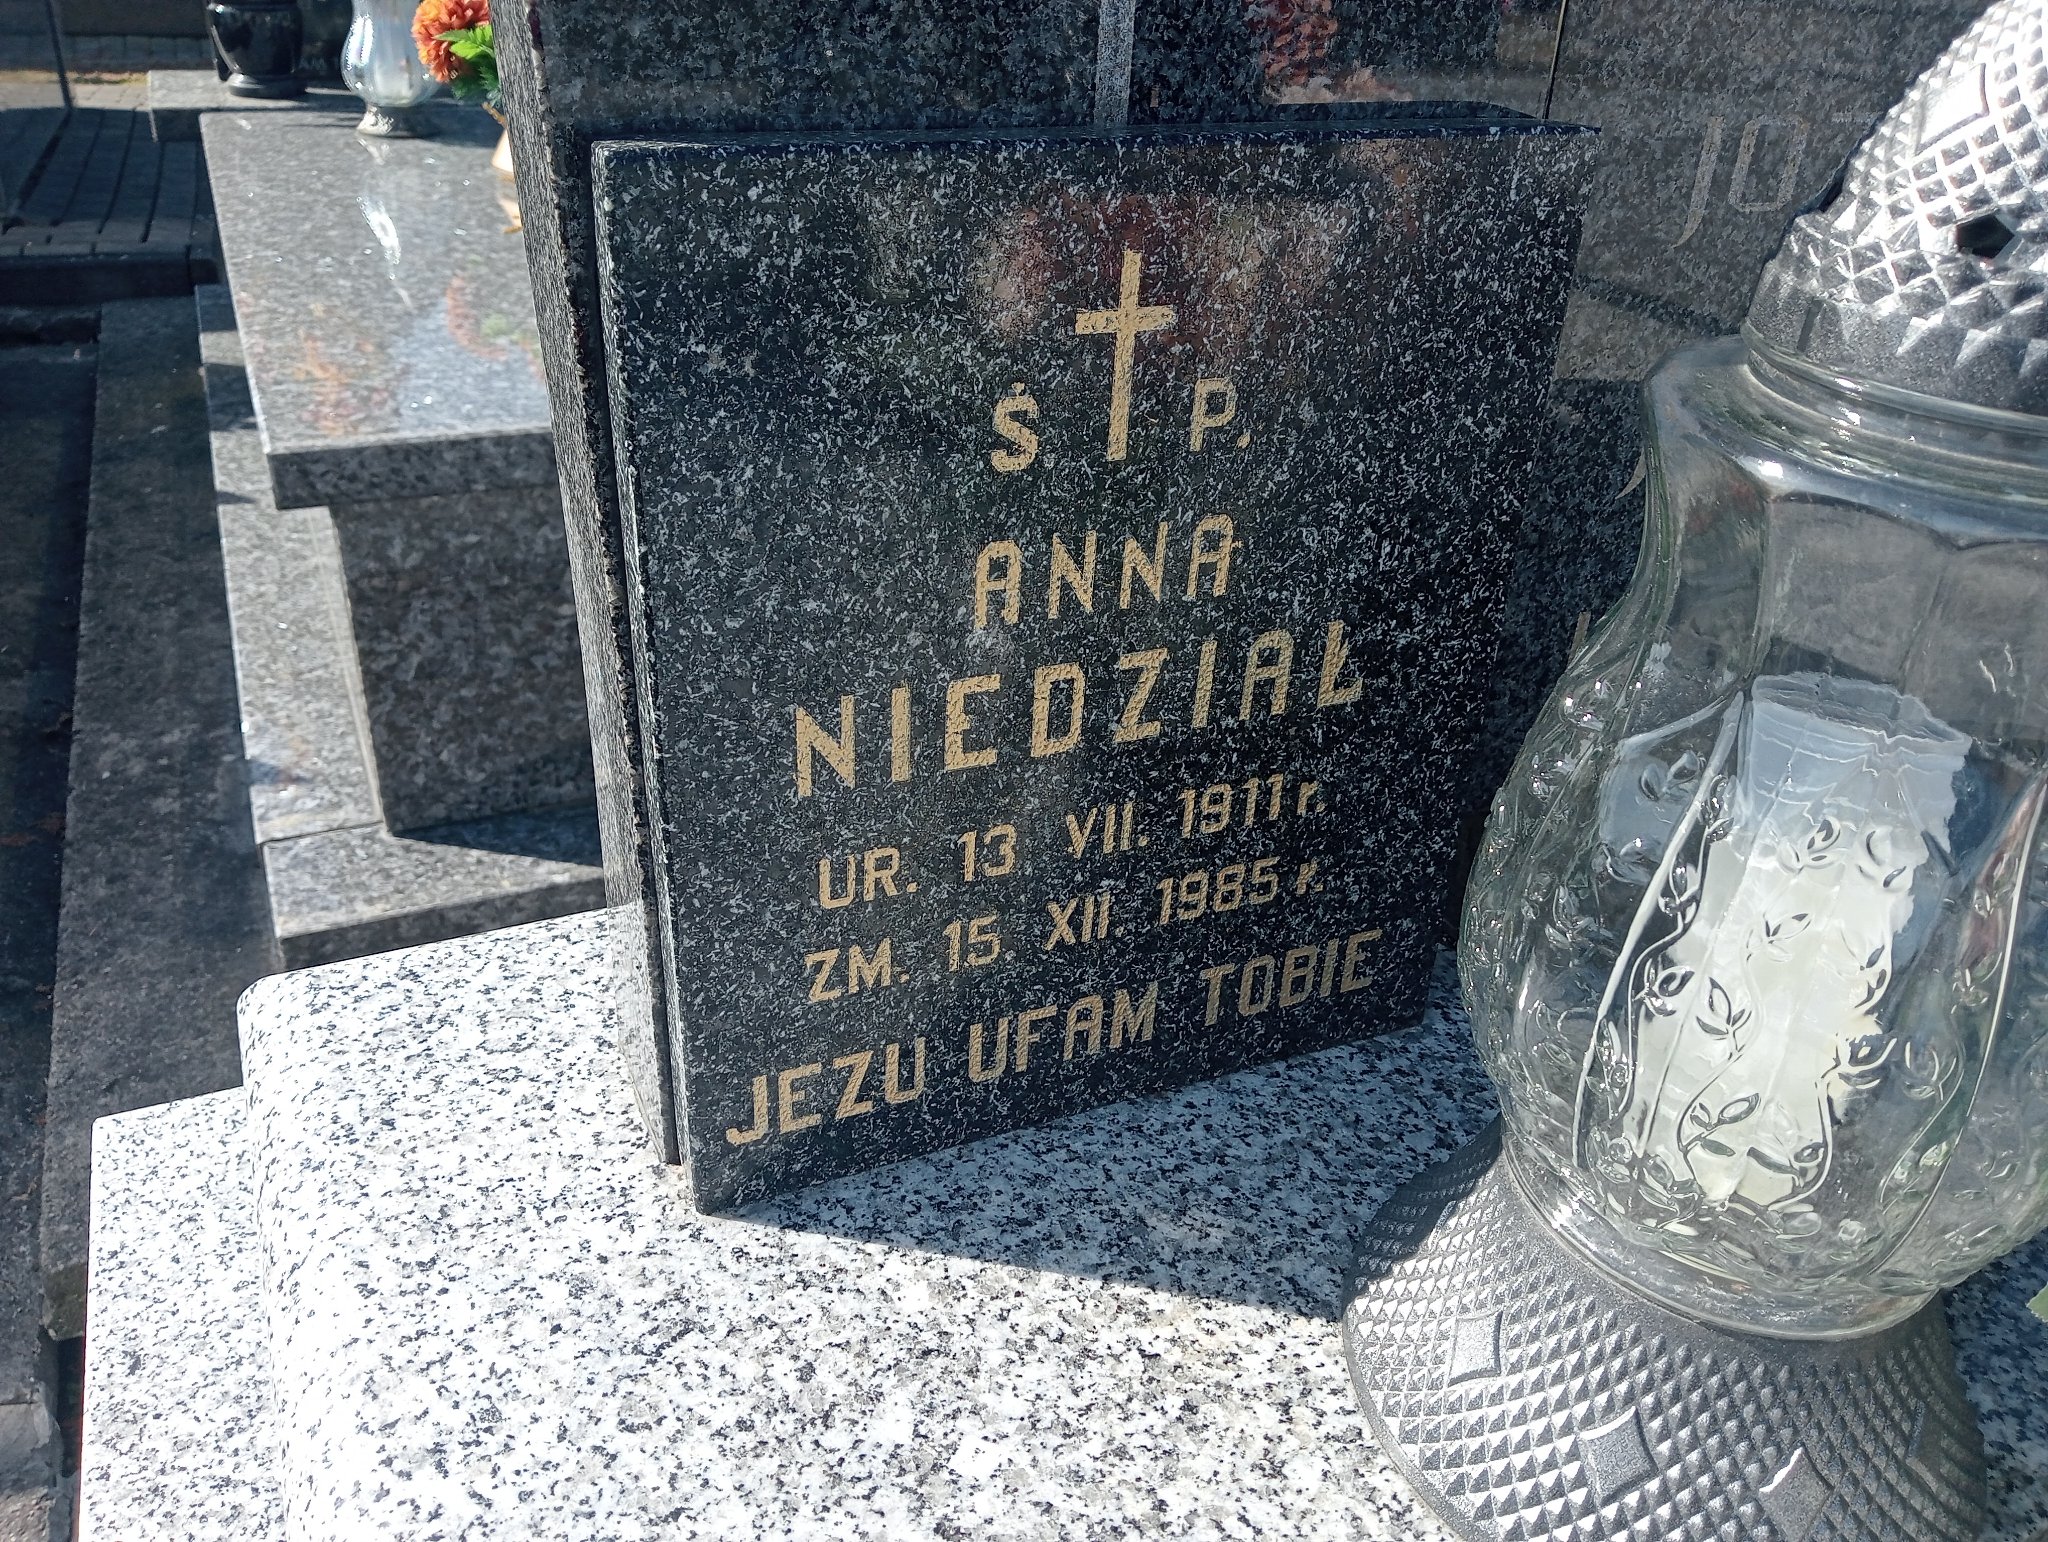 Ś P.
ANNA
NIEDZIAŁ
UR. 13 VII. 1911 r.
ZM. 15. XII. 1985 r.
JEZU UFAM TOBIE